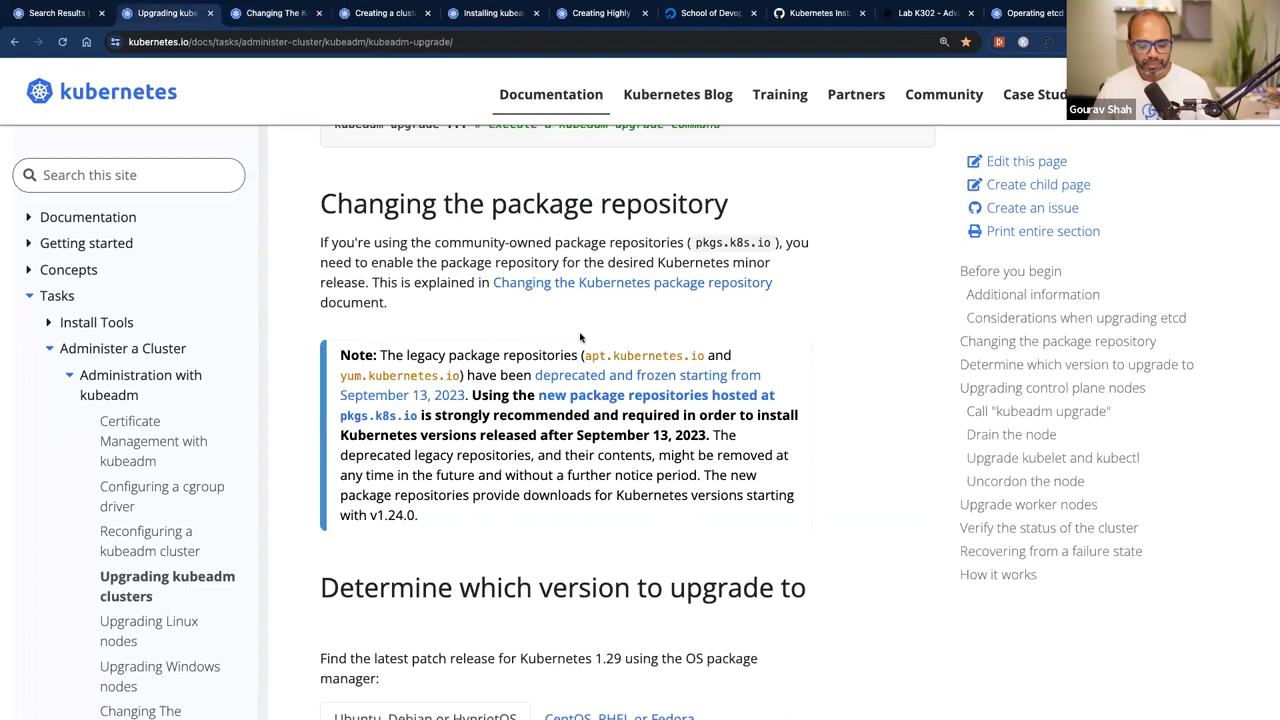 Search Results
Upgrading kube
Changing The K
Creating a clust
Installing kubea
Creating Highly
School of Devop
Kubernetes Inst
Lab K302 - Adv
Operating etcd
kubernetes.io/docs/tasks/administer-cluster/kubeadm/kubeadm-upgrade/
Gourav Shah
kubernetes
Documentation
Kubernetes Blog
Training
Partners
Community
Case Stud
Search this site
Documentation
Getting started
Concepts
Tasks
Install Tools
Administer a Cluster
Administration with
kubeadm
Certificate
Management with
kubeadm
Configuring a cgroup
driver
Reconfiguring a
kubeadm cluster
Upgrading kubeadm
clusters
Upgrading Linux
nodes
Upgrading Windows
nodes
Changing The
kubeadm upgrade ... # execute a kubeadm upgrade command
Changing the package repository
If you're using the community-owned package repositories ( pkgs.k8s.io ), you
need to enable the package repository for the desired Kubernetes minor
release. This is explained in Changing the Kubernetes package repository
document.
Note: The legacy package repositories (apt.kubernetes.io and
yum.kubernetes.io) have been deprecated and frozen starting from
September 13, 2023. Using the new package repositories hosted at
pkgs.k8s.io is strongly recommended and required in order to install
Kubernetes versions released after September 13, 2023. The
deprecated legacy repositories, and their contents, might be removed at
any time in the future and without a further notice period. The new
package repositories provide downloads for Kubernetes versions starting
with v1.24.0.
Determine which version to upgrade to
Find the latest patch release for Kubernetes 1.29 using the OS package
manager:
Ubuntu, Debian or HypriotOS
CentOS, RHEL or Fedora
Edit this page
Create child page
Create an issue
Print entire section
Before you begin
Additional information
Considerations when upgrading etcd
Changing the package repository
Determine which version to upgrade to
Upgrading control plane nodes
Call "kubeadm upgrade"
Drain the node
Upgrade kubelet and kubectl
Uncordon the node
Upgrade worker nodes
Verify the status of the cluster
Recovering from a failure state
How it works